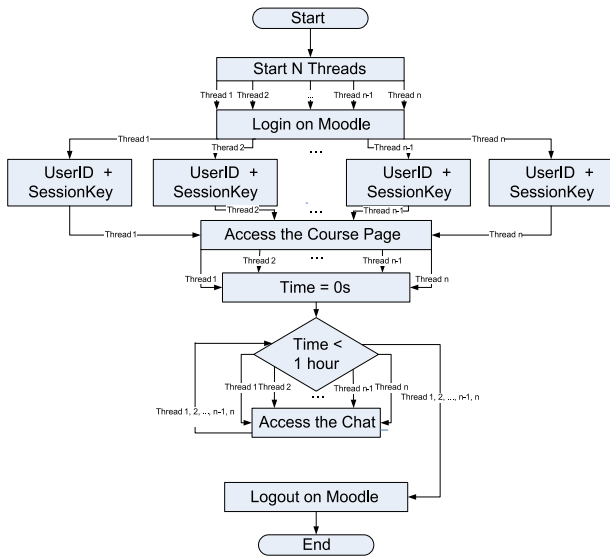 Start
Start N Threads
Thread 1
Thread 2
...
Thread n-1
Thread n
Login on Moodle
Thread 1
Therad 2
...
Thread n-1
Thread n
UserID +
SessionKey
UserID +
SessionKey
UserID +
SessionKey
UserID +
SessionKey
Thread 1
Thread 2
...
Thread n-1
Thread n
Access the Course Page
Thread 1
Thread 2
...
Thread n-1
Thread n
Time = 0s
Time <
1 hour
Thread 1
Thread 2
...
Thread n-1
Thread n
Thread 1, 2, ..., n-1, n
Thread 1, 2, ..., n-1, n
Access the Chat
Logout on Moodle
End